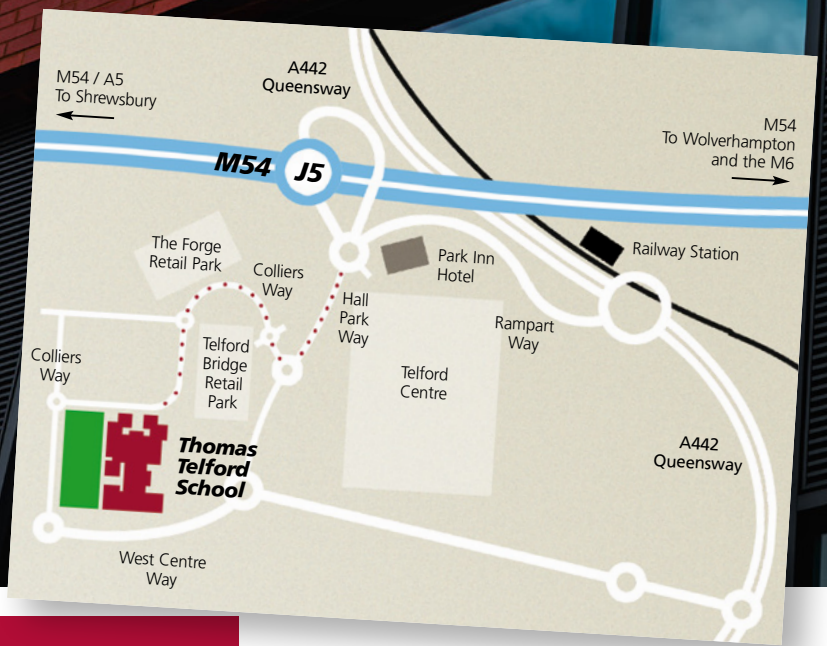 A442
Queensway
M54 / A5
To Shrewsbury
M54
To Wolverhampton
and the M6
M54
J5
The Forge
Retail Park
Colliers
Way
Park Inn
Hotel
Railway Station
Hall
Park
Way
Rampart
Way
Colliers
Way
Telford
Bridge
Retail
Park
Telford
Centre
Thomas
Telford
School
A442
Queensway
West Centre
Way